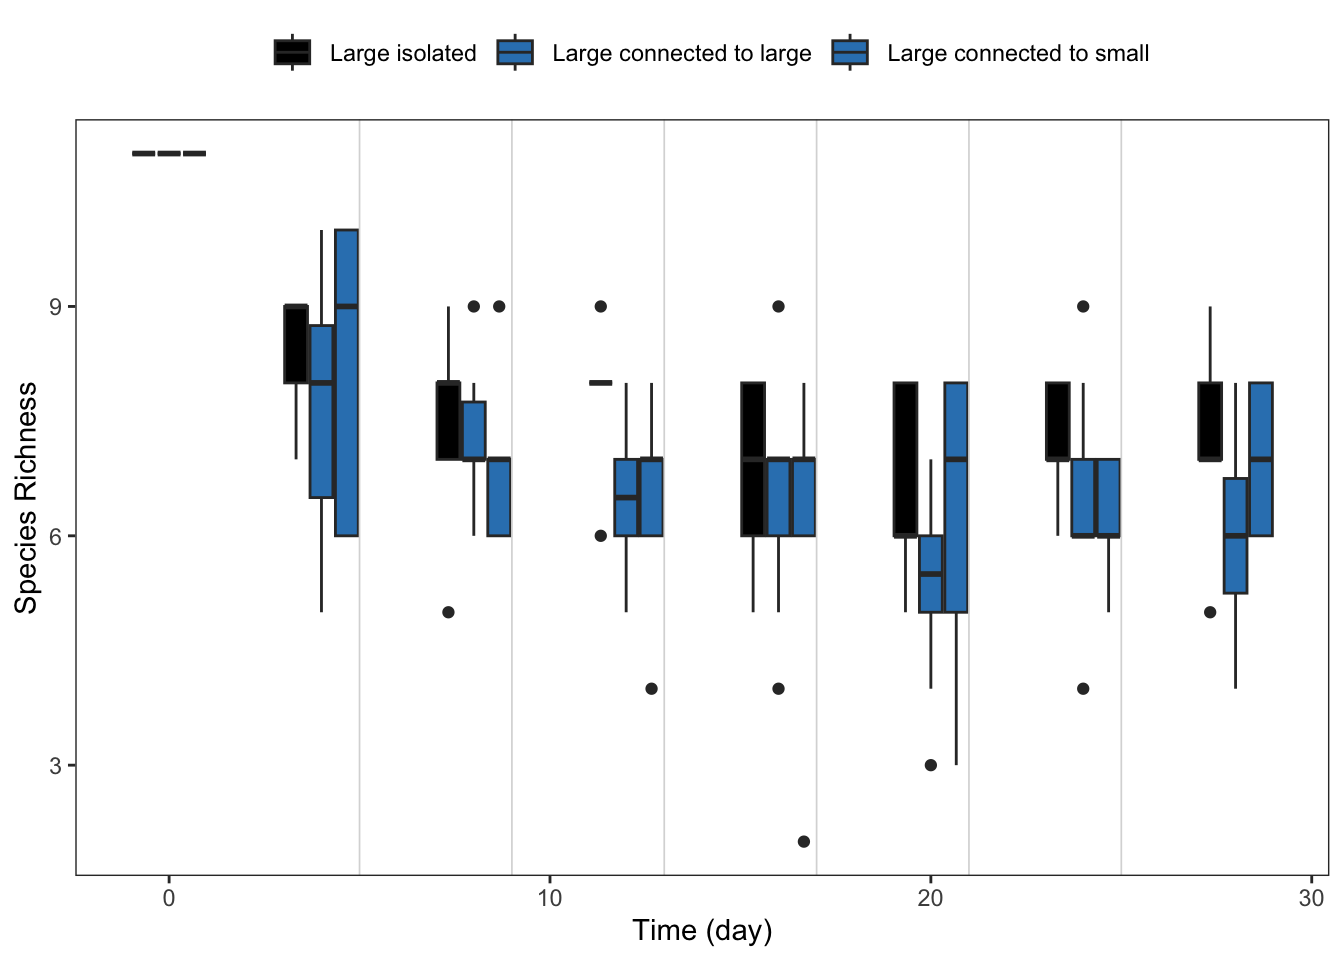 Large isolated Large connected to large Large connected to small
9
6
3
Species Richness
0 10 20 30
Time (day)